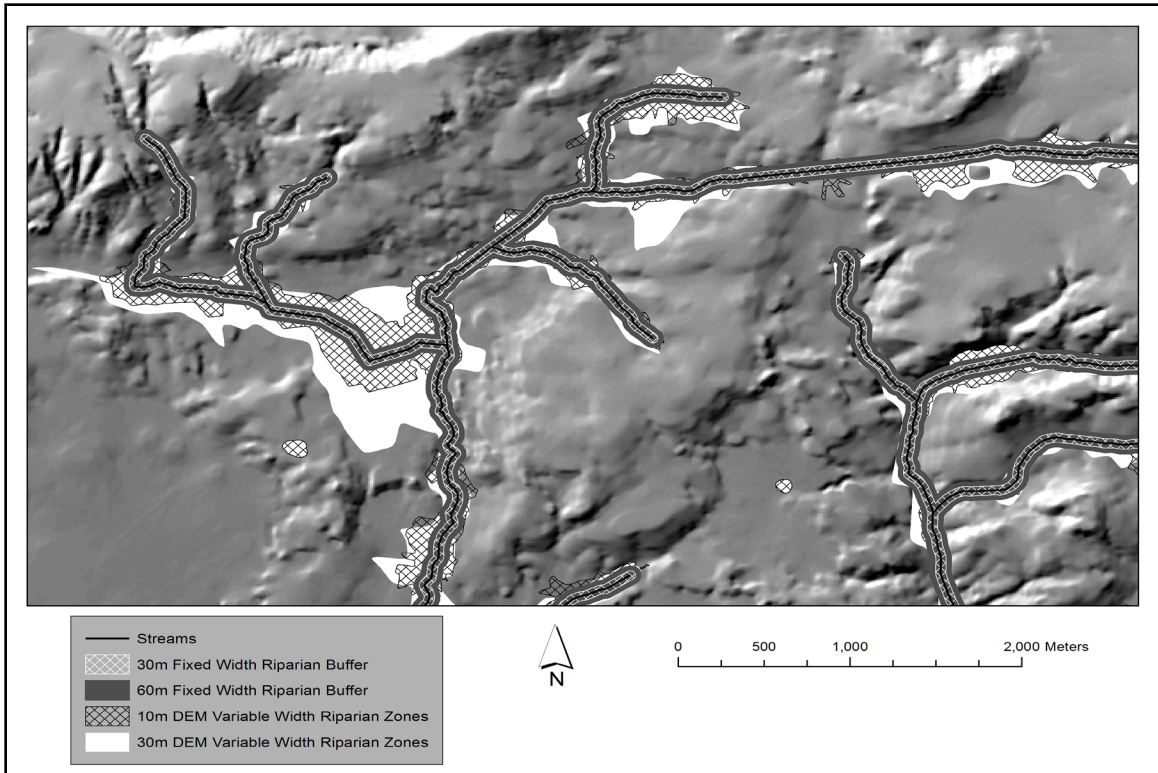 Streams
30m Fixed Width Riparian Buffer
60m Fixed Width Riparian Buffer
10m DEM Variable Width Riparian Zones
30m DEM Variable Width Riparian Zones
N
0 500 1,000 2,000 Meters